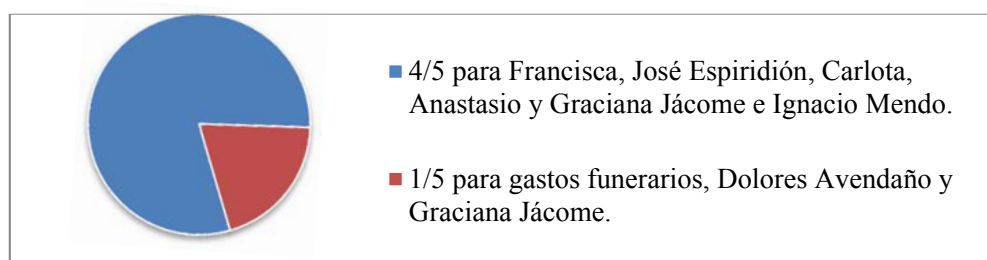 4/5 para Francisca, José Espiridión, Carlota,
Anastasio y Graciana Jácome e Ignacio Mendo.
1/5 para gastos funerarios, Dolores Avendaño y
Graciana Jácome.